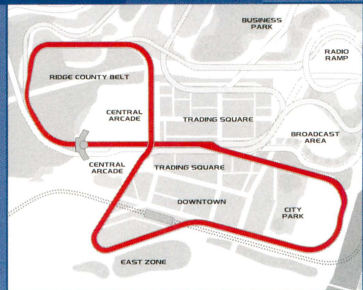 BUSINESS
PARK
RADIO
RAMP
RIDGE COUNTY BELT
CENTRAL
ARCADE
TRADING SQUARE
BROADCAST
AREA
CENTRAL
ARCADE
TRADING SQUARE
DOWNTOWN
CITY
PARK
EAST ZONE